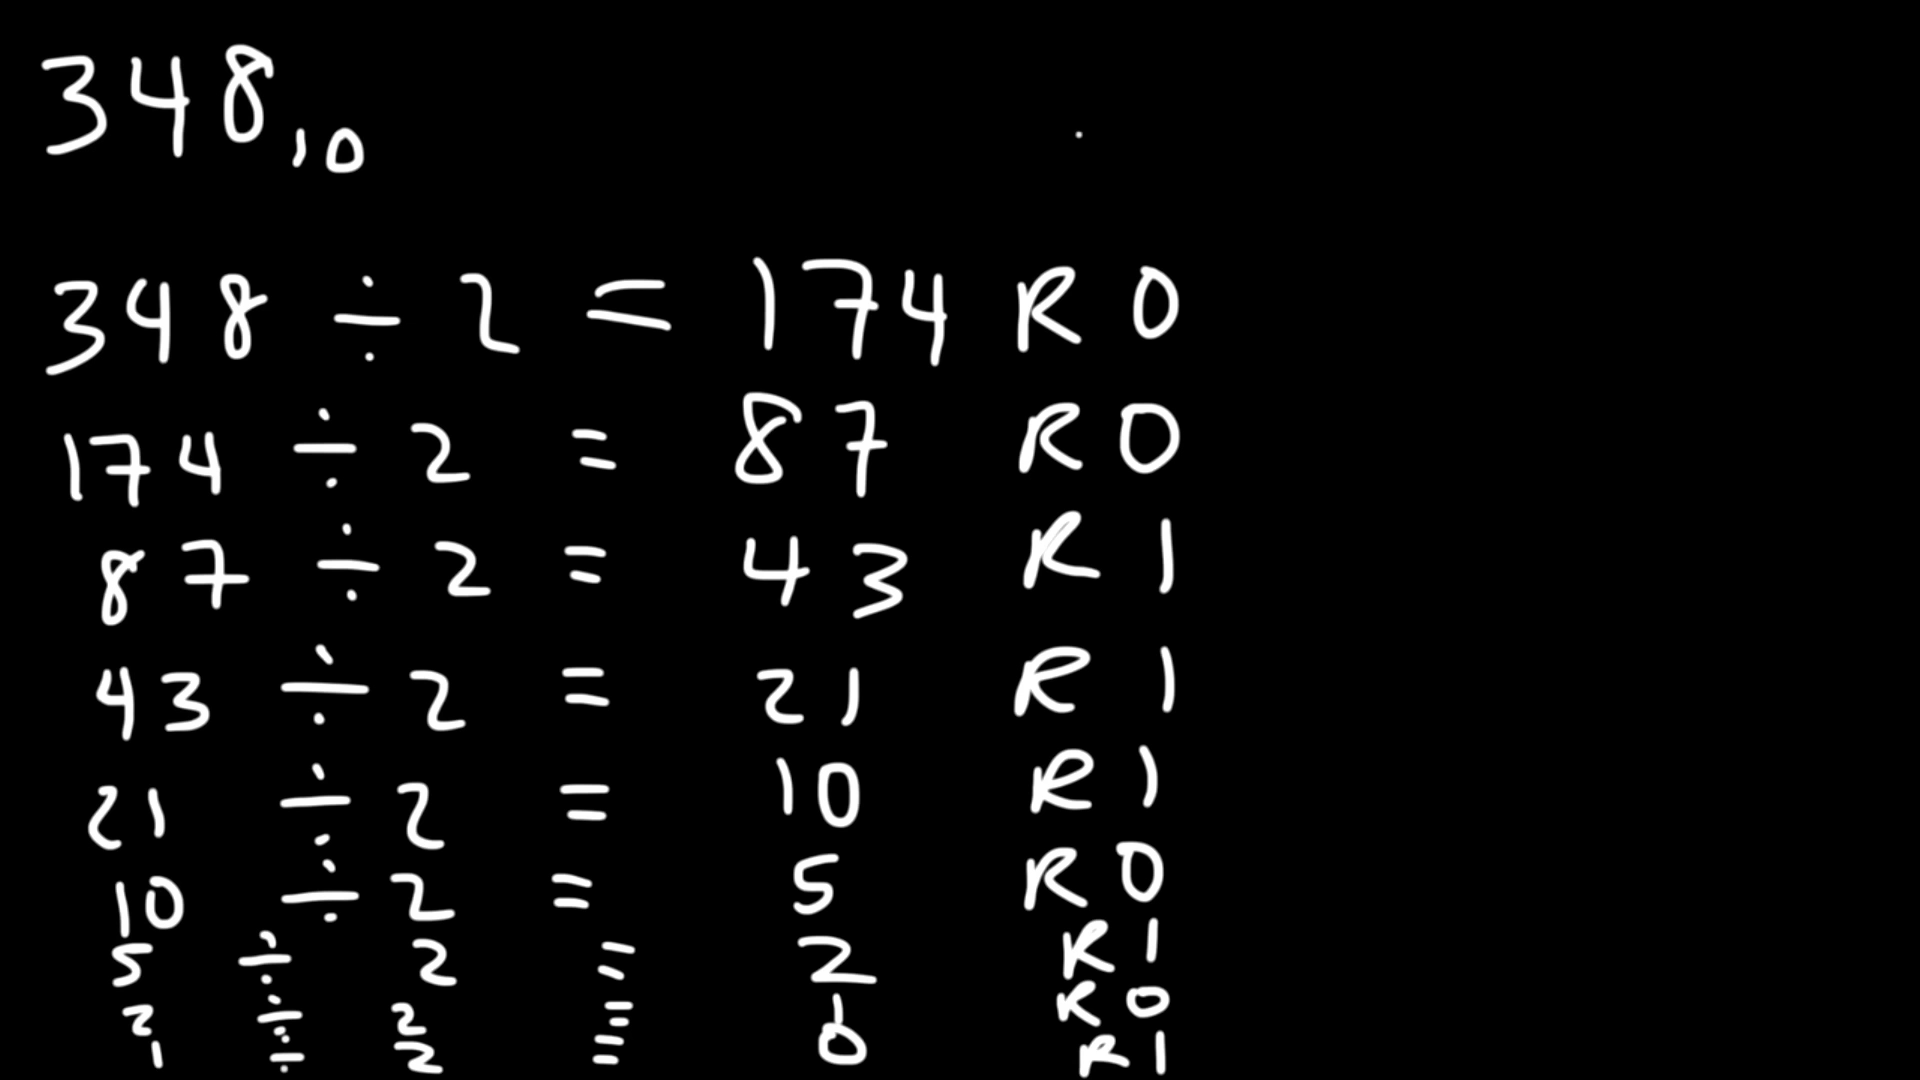 348₁₀
348 ÷ 2 = 174 R 0
174 ÷ 2 = 87 R 0
87 ÷ 2 = 43 R 1
43 ÷ 2 = 21 R 1
21 ÷ 2 = 10 R 1
10 ÷ 2 = 5 R 0
5 ÷ 2 = 2 R 1
2 ÷ 2 = 1 R 0
1 ÷ 2 = 0 R 1